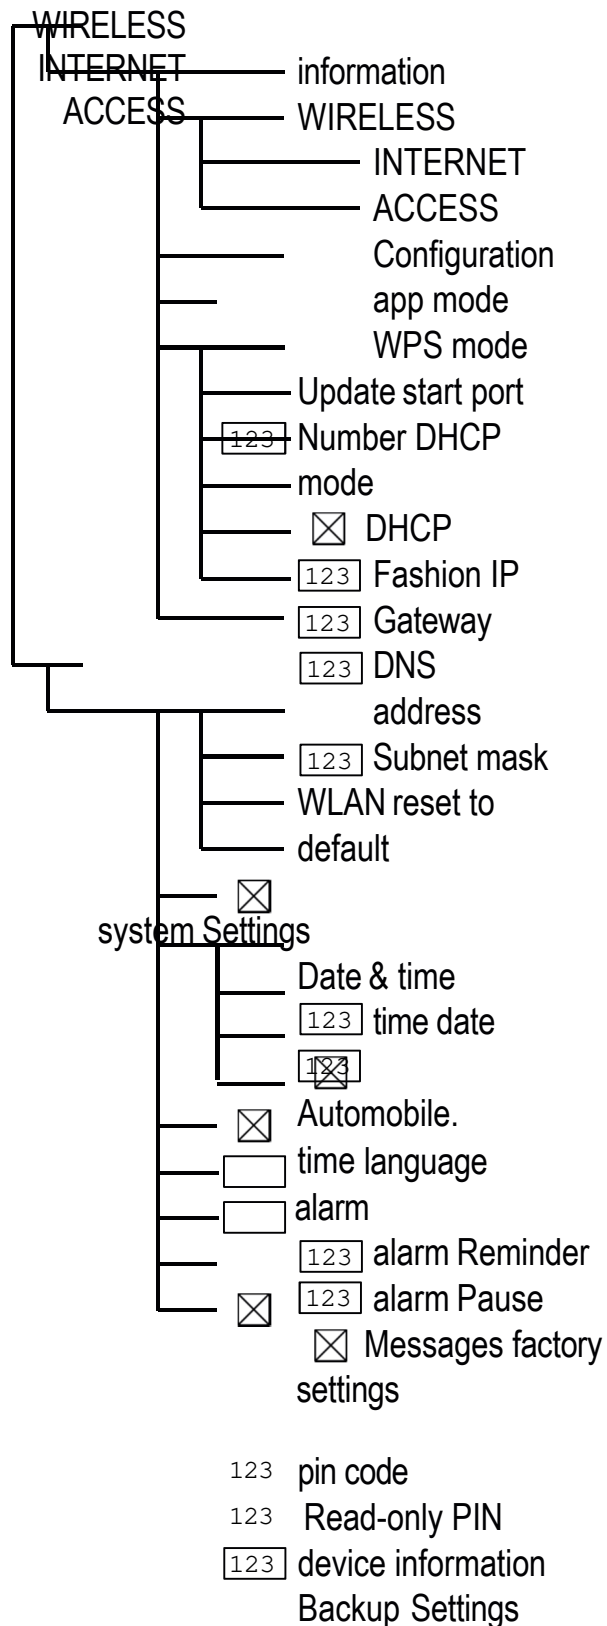 WIRELESS
INTERNET
ACCESS
information
WIRELESS
INTERNET
ACCESS
Configuration
app mode
WPS mode
Update start port
123 Number DHCP
mode
DHCP
123 Fashion IP
123 Gateway
123 DNS
address
123 Subnet mask
WLAN reset to
default
system Settings
Date & time
123 time date
123
Automobile.
time language
alarm
123 alarm Reminder
123 alarm Pause
Messages factory
settings
123 pin code
123 Read-only PIN
123 device information
Backup Settings